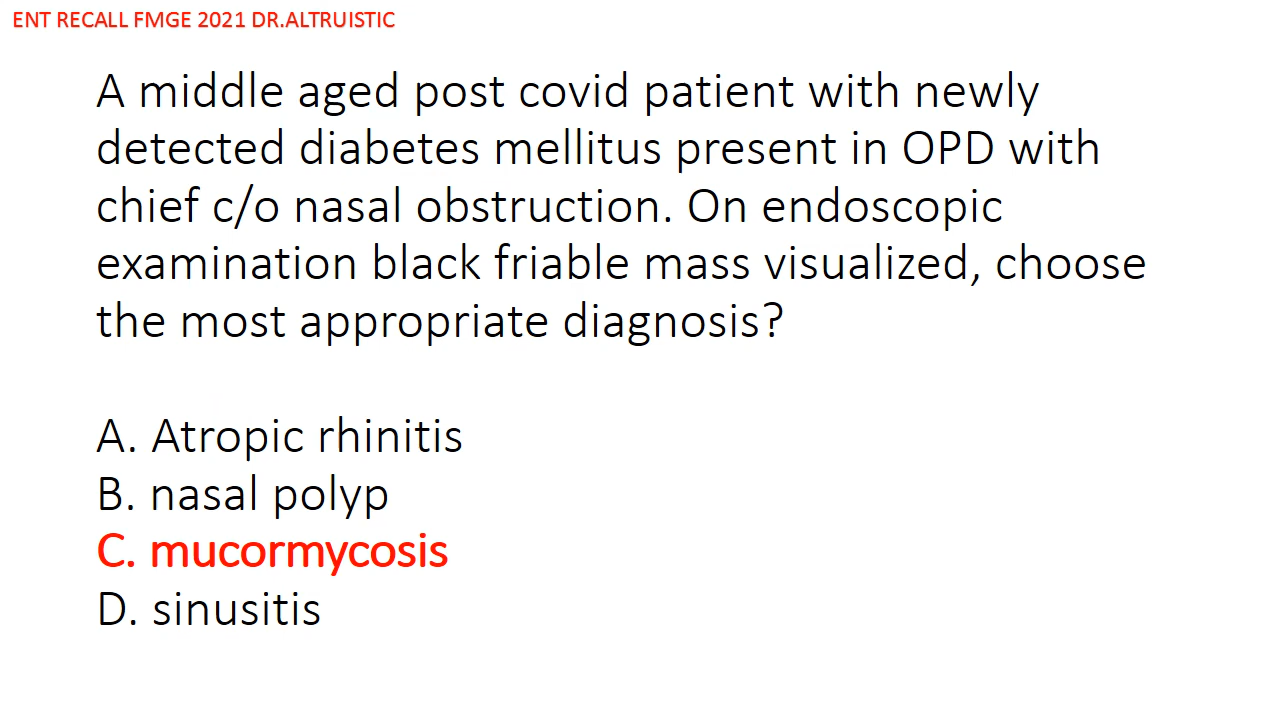 ENT RECALL FMGE 2021 DR.ALTRUISTIC
A middle aged post covid patient with newly
detected diabetes mellitus present in OPD with
chief c/o nasal obstruction. On endoscopic
examination black friable mass visualized, choose
the most appropriate diagnosis?
A. Atropic rhinitis
B. nasal polyp
C. mucormycosis
D. sinusitis